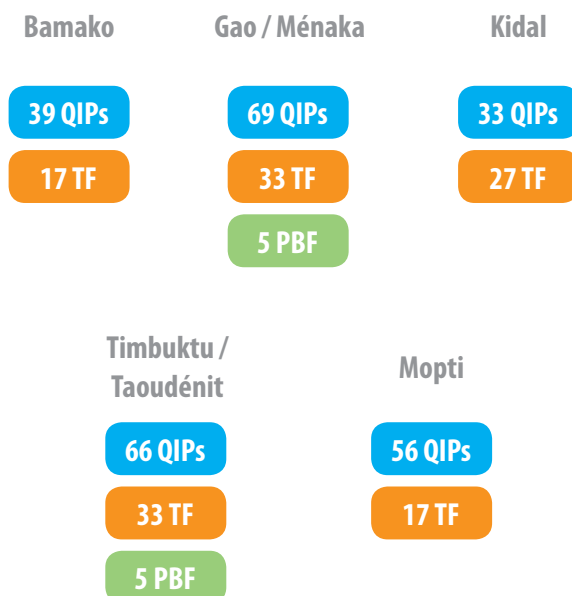 Bamako
Gao / Ménaka
Kidal
39 QIPs
69 QIPs
33 QIPs
17 TF
33 TF
27 TF
5 PBF
Timbuktu /
Taoudénit
Mopti
66 QIPs
56 QIPs
33 TF
17 TF
5 PBF